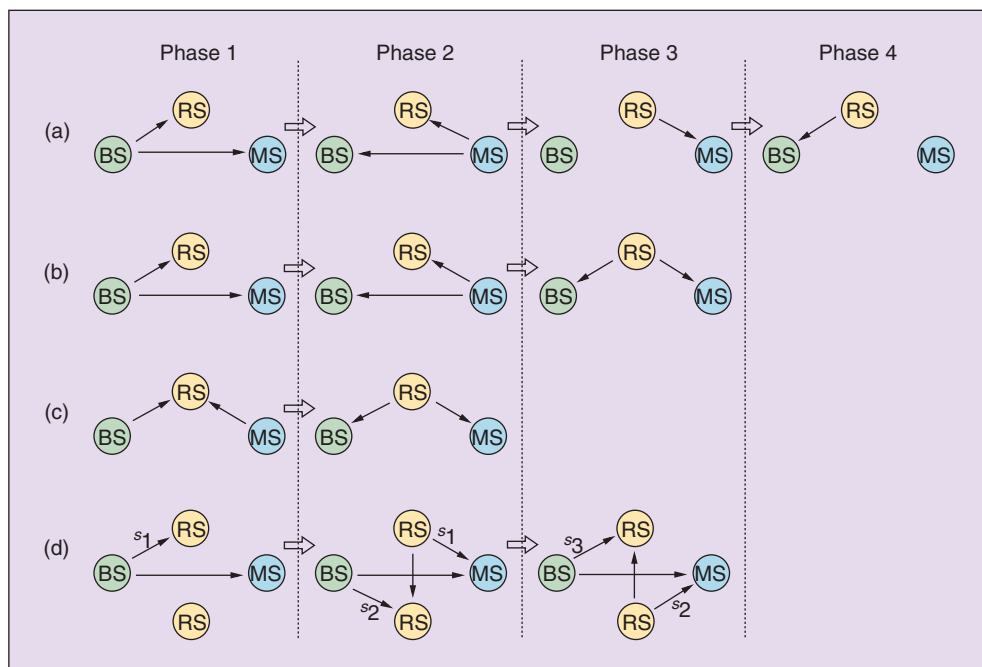 Phase 1 Phase 2 Phase 3 Phase 4
RS RS RS RS
(a)
BS MS BS MS BS MS BS MS
RS RS RS
(b)
BS MS BS MS BS MS
RS RS
(c)
BS MS BS MS
s1 RS RS s1 s3 RS
(d)
BS MS BS MS BS MS
RS s2 RS RS s2